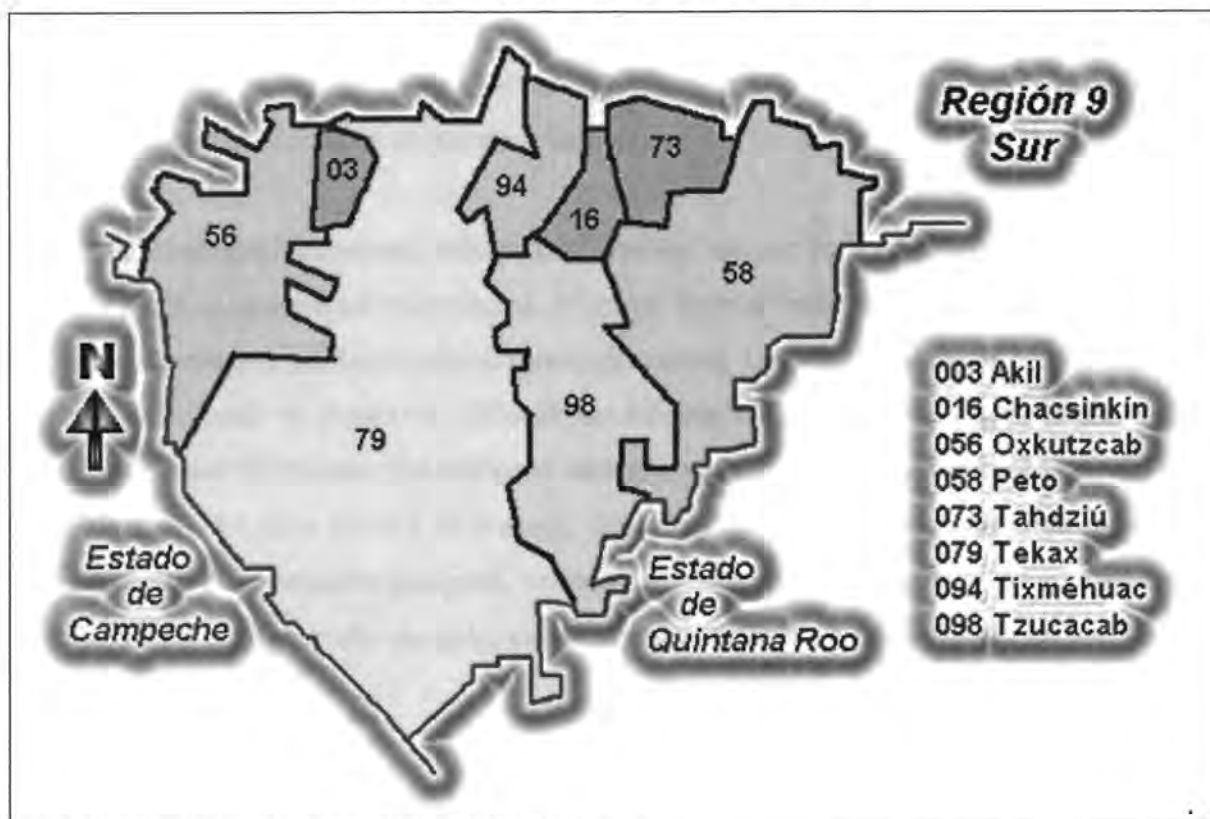 Región 9
Sur
03
73
94
16
56
58
N
98
79
003 Akil
016 Chacsinkín
056 Oxkutzcab
058 Peto
073 Tahdziú
079 Tekax
094 Tixméhuac
098 Tzucacab
Estado
de
Campeche
Estado
de
Quintana Roo